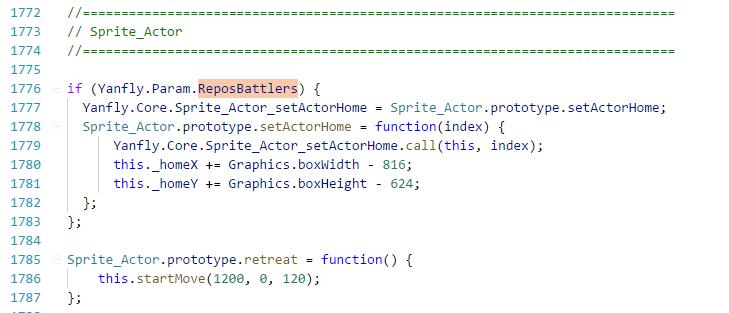 1772 //=============================================================================
1773 // Sprite_Actor
1774 //=============================================================================
1775
1776 if (Yanfly.Param.ReposBattlers) {
1777 Yanfly.Core.Sprite_Actor_setActorHome = Sprite_Actor.prototype.setActorHome;
1778 Sprite_Actor.prototype.setActorHome = function(index) {
1779 Yanfly.Core.Sprite_Actor_setActorHome.call(this, index);
1780 this._homeX += Graphics.boxWidth - 816;
1781 this._homeY += Graphics.boxHeight - 624;
1782 };
1783 };
1784
1785 Sprite_Actor.prototype.retreat = function() {
1786 this.startMove(1200, 0, 120);
1787 };